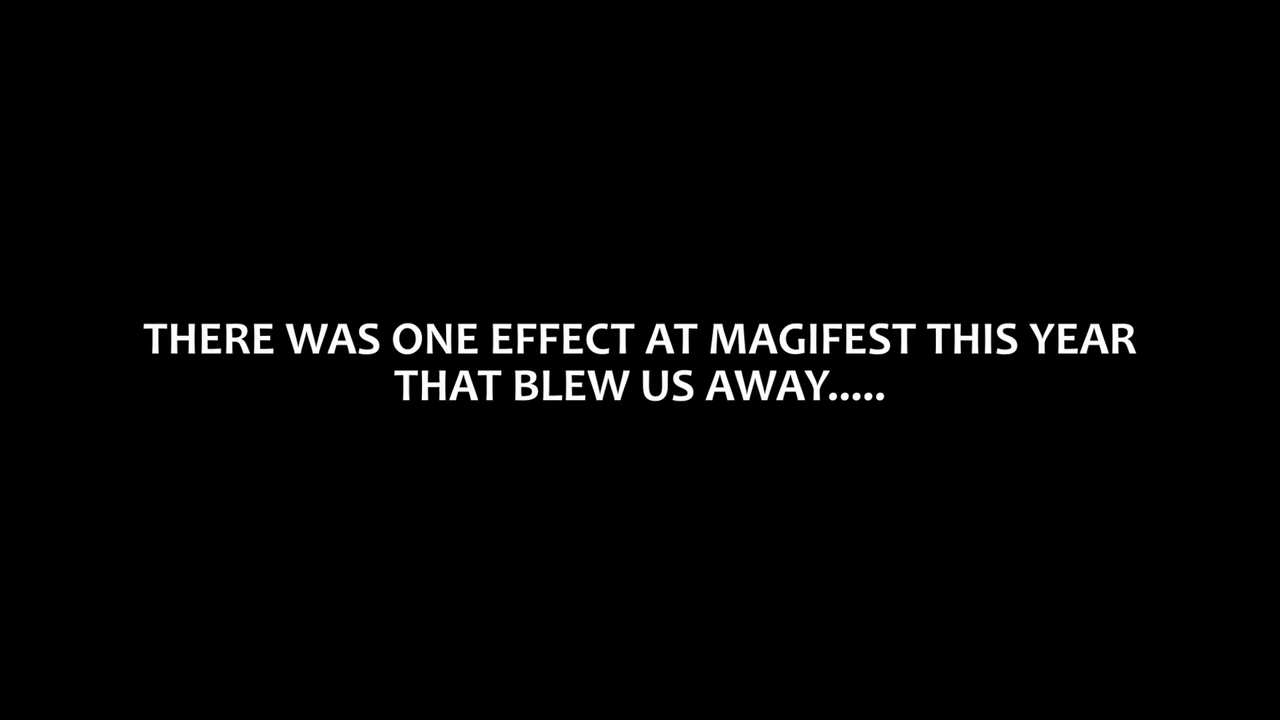 THERE WAS ONE EFFECT AT MAGIFEST THIS YEAR
THAT BLEW US AWAY.....